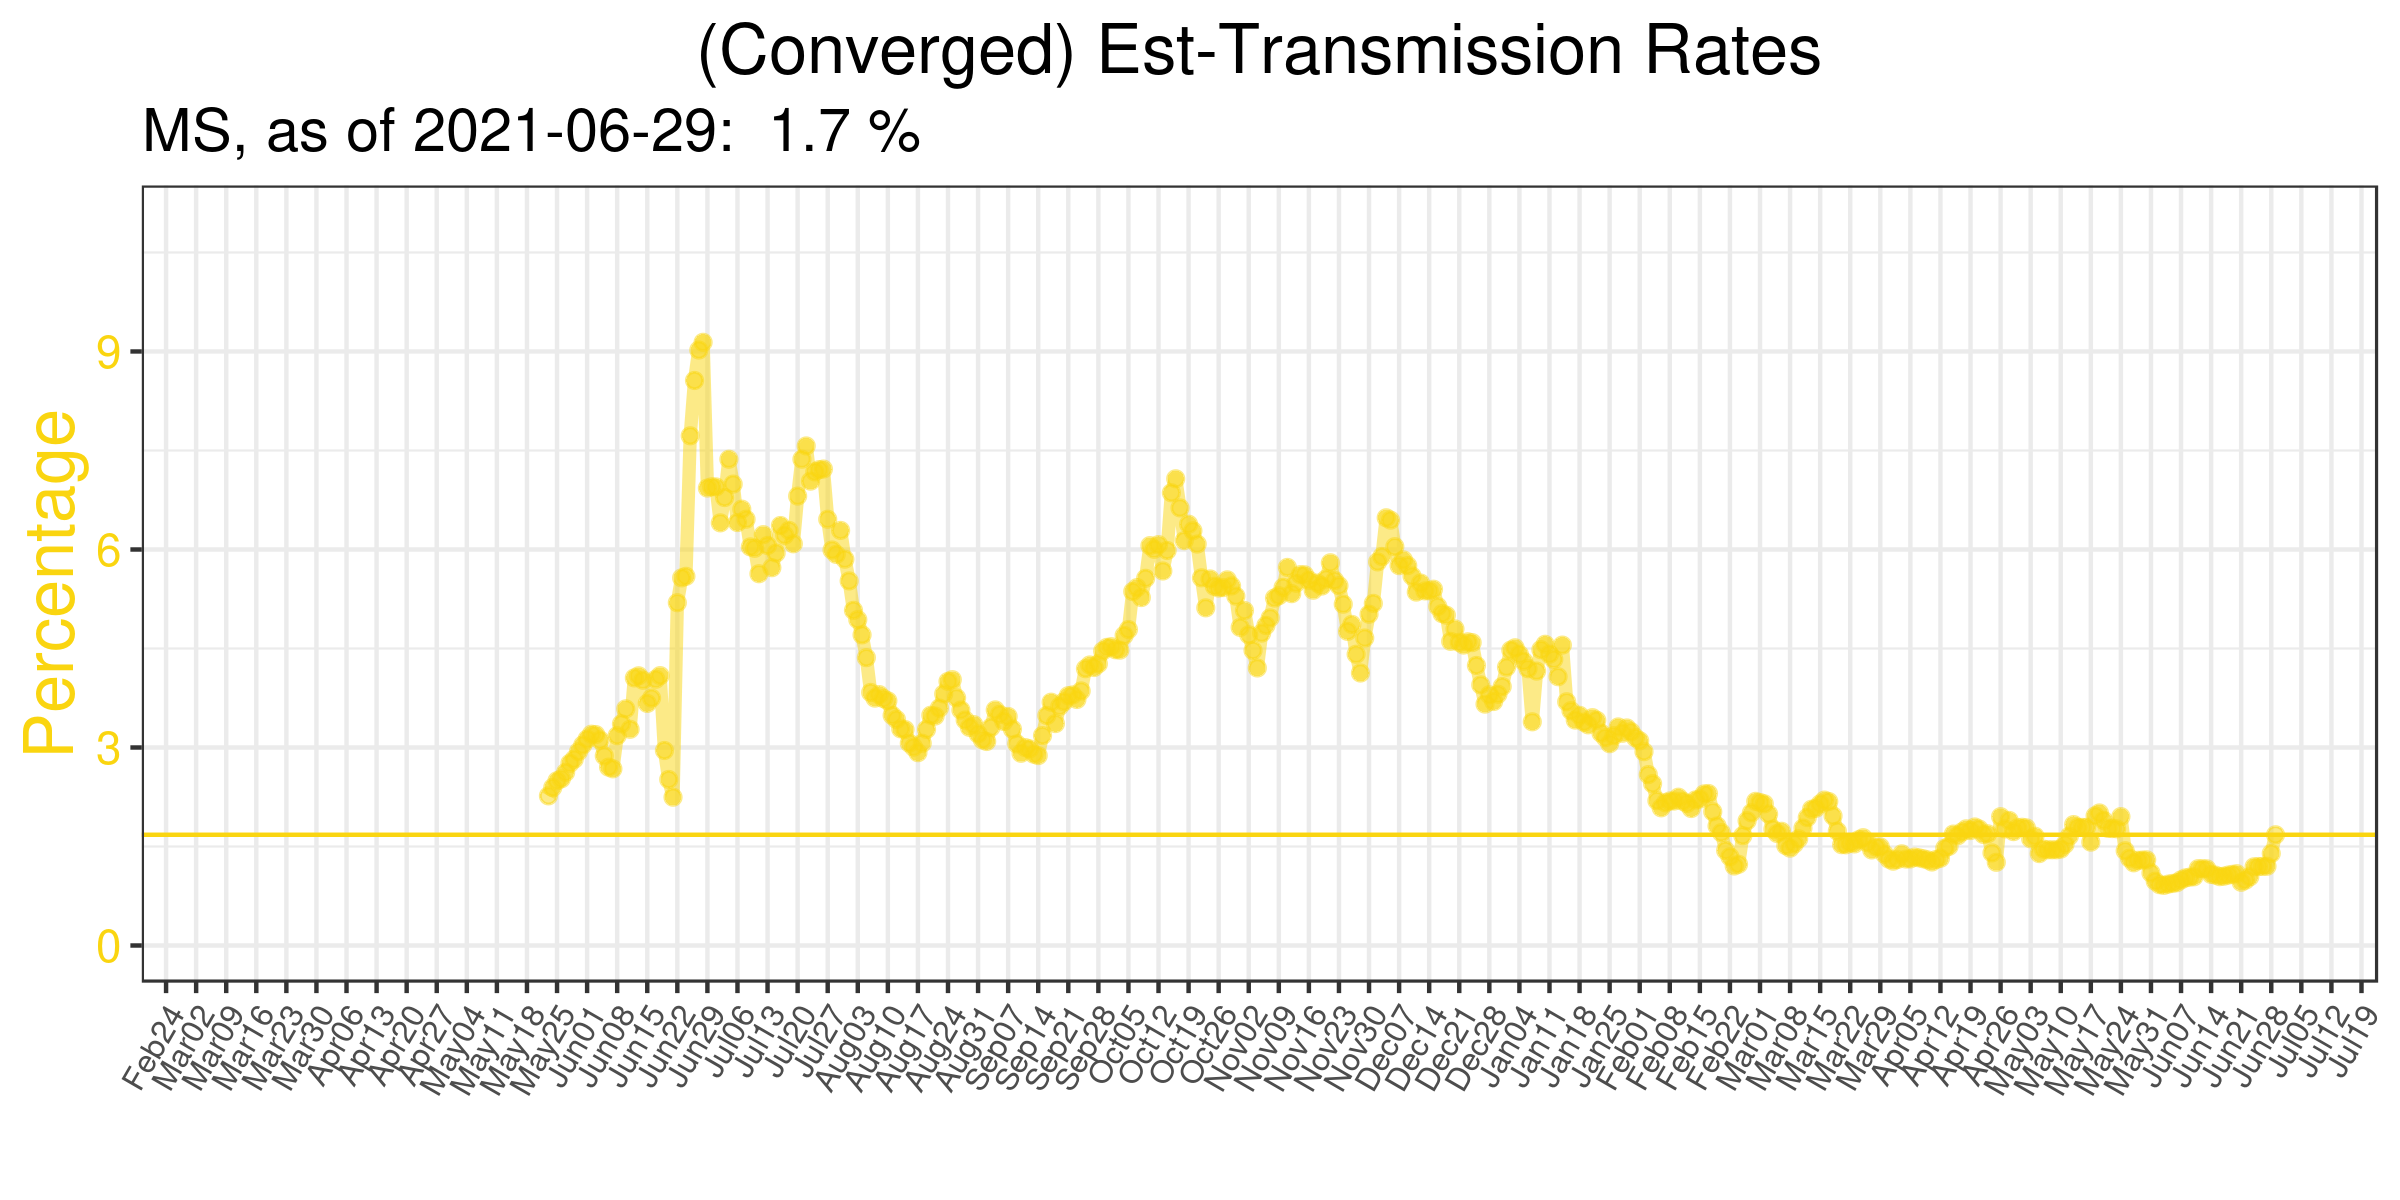 (Converged) Est-Transmission Rates
MS, as of 2021-06-29:  1.7 %
Percentage
9
6
3
0
Feb24
Mar02
Mar09
Mar16
Mar23
Mar30
Apr06
Apr13
Apr20
Apr27
May04
May11
May18
May25
Jun01
Jun08
Jun15
Jun22
Jun29
Jul06
Jul13
Jul20
Jul27
Aug03
Aug10
Aug17
Aug24
Aug31
Sep07
Sep14
Sep21
Sep28
Oct05
Oct12
Oct19
Oct26
Nov02
Nov09
Nov16
Nov23
Nov30
Dec07
Dec14
Dec21
Dec28
Jan04
Jan11
Jan18
Jan25
Feb01
Feb08
Feb15
Feb22
Mar01
Mar08
Mar15
Mar22
Mar29
Apr05
Apr12
Apr19
Apr26
May03
May10
May17
May24
May31
Jun07
Jun14
Jun21
Jun28
Jul05
Jul12
Jul19